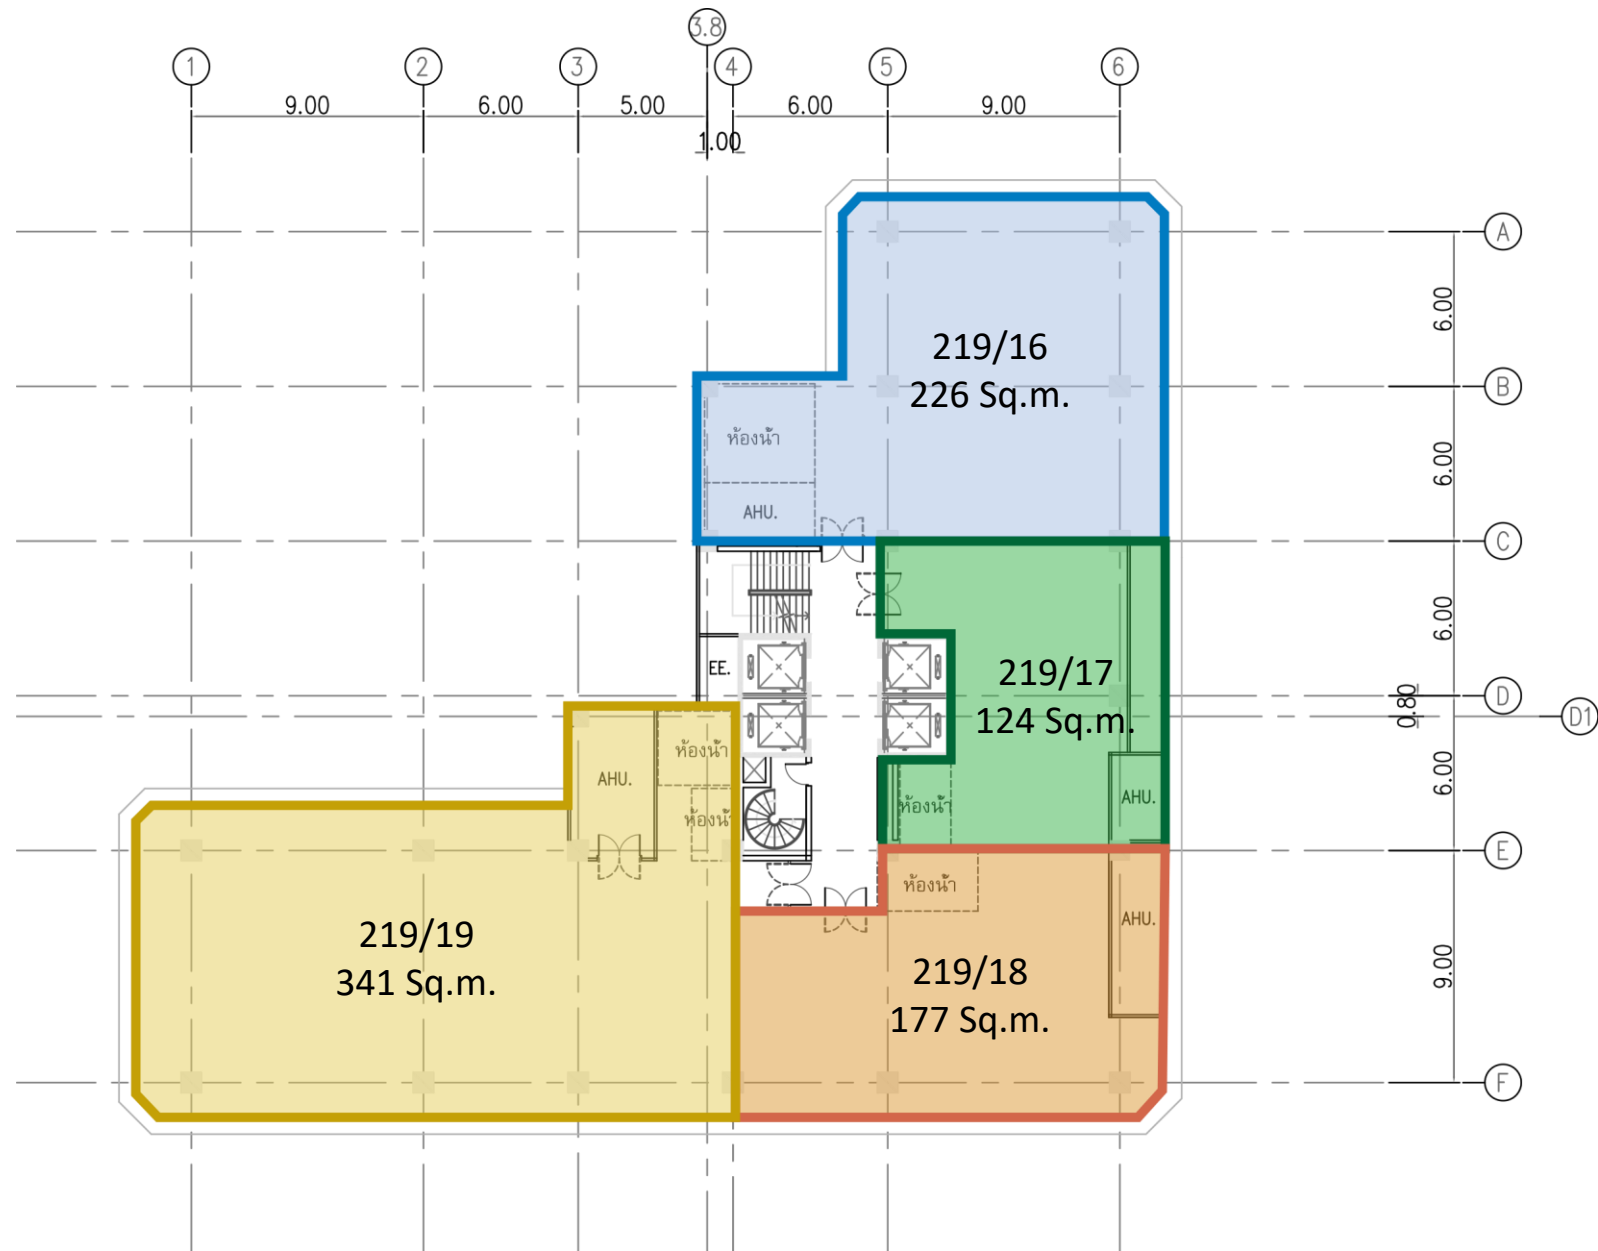 3.8
1 2 3 4 5 6
9.00 6.00 5.00 6.00 9.00
1.00
A
6.00
219/16
226 Sq.m.
B
ห้องน้ำ
6.00
AHU.
C
6.00
EE.
219/17
124 Sq.m.
D
0.80
D1
ห้องน้ำ
AHU.
6.00
ห้องน้ำ
ห้องน้ำ
AHU.
E
ห้องน้ำ
AHU.
219/19
341 Sq.m.
219/18
177 Sq.m.
9.00
F